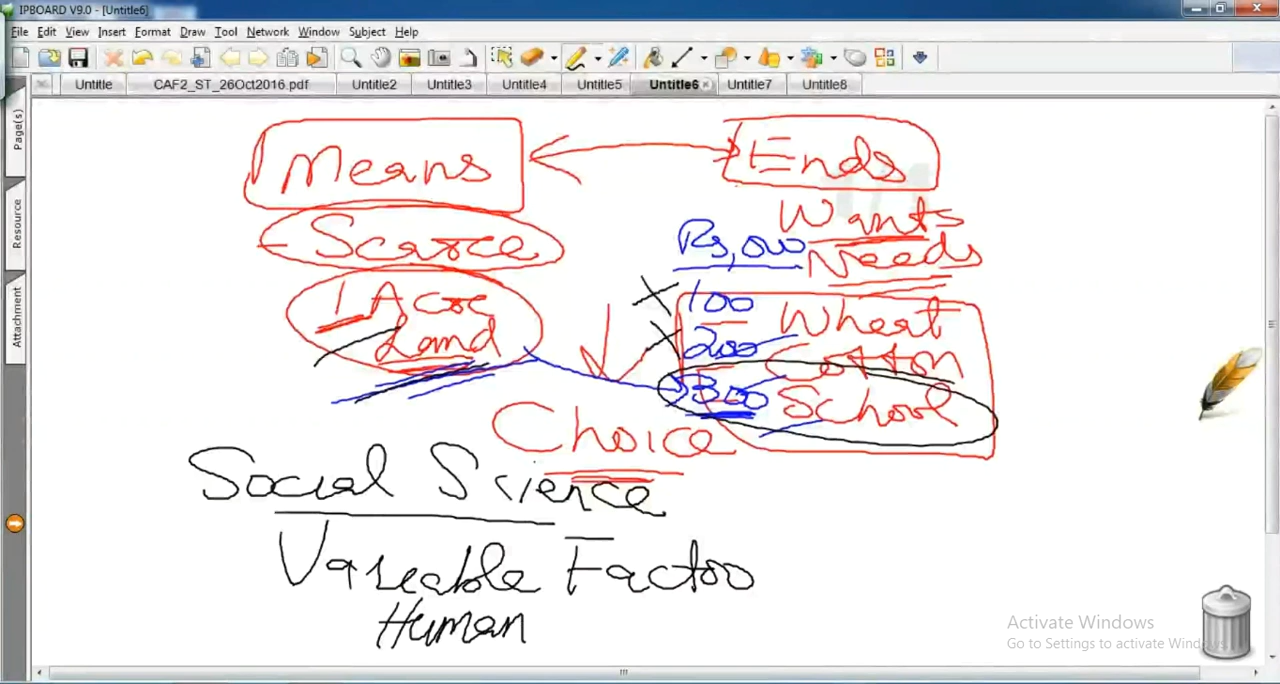 IPBOARD V9.0 - [Untitle6]
File Edit View Insert Format Draw Tool Network Window Subject Help
Untitle CAF2_ST_26Oct2016.pdf Untitle2 Untitle3 Untitle4 Untitle5 Untitle6 Untitle7 Untitle8
Page(s)
Resource
Attachment
Means Ends
Scarce Wants
Rs,000 Needs
1 Acre 100 Wheat
Land 200 Cotton
300 School
Choice
Social Science
Variable Factor
Human
Activate Windows
Go to Settings to activate Windows.